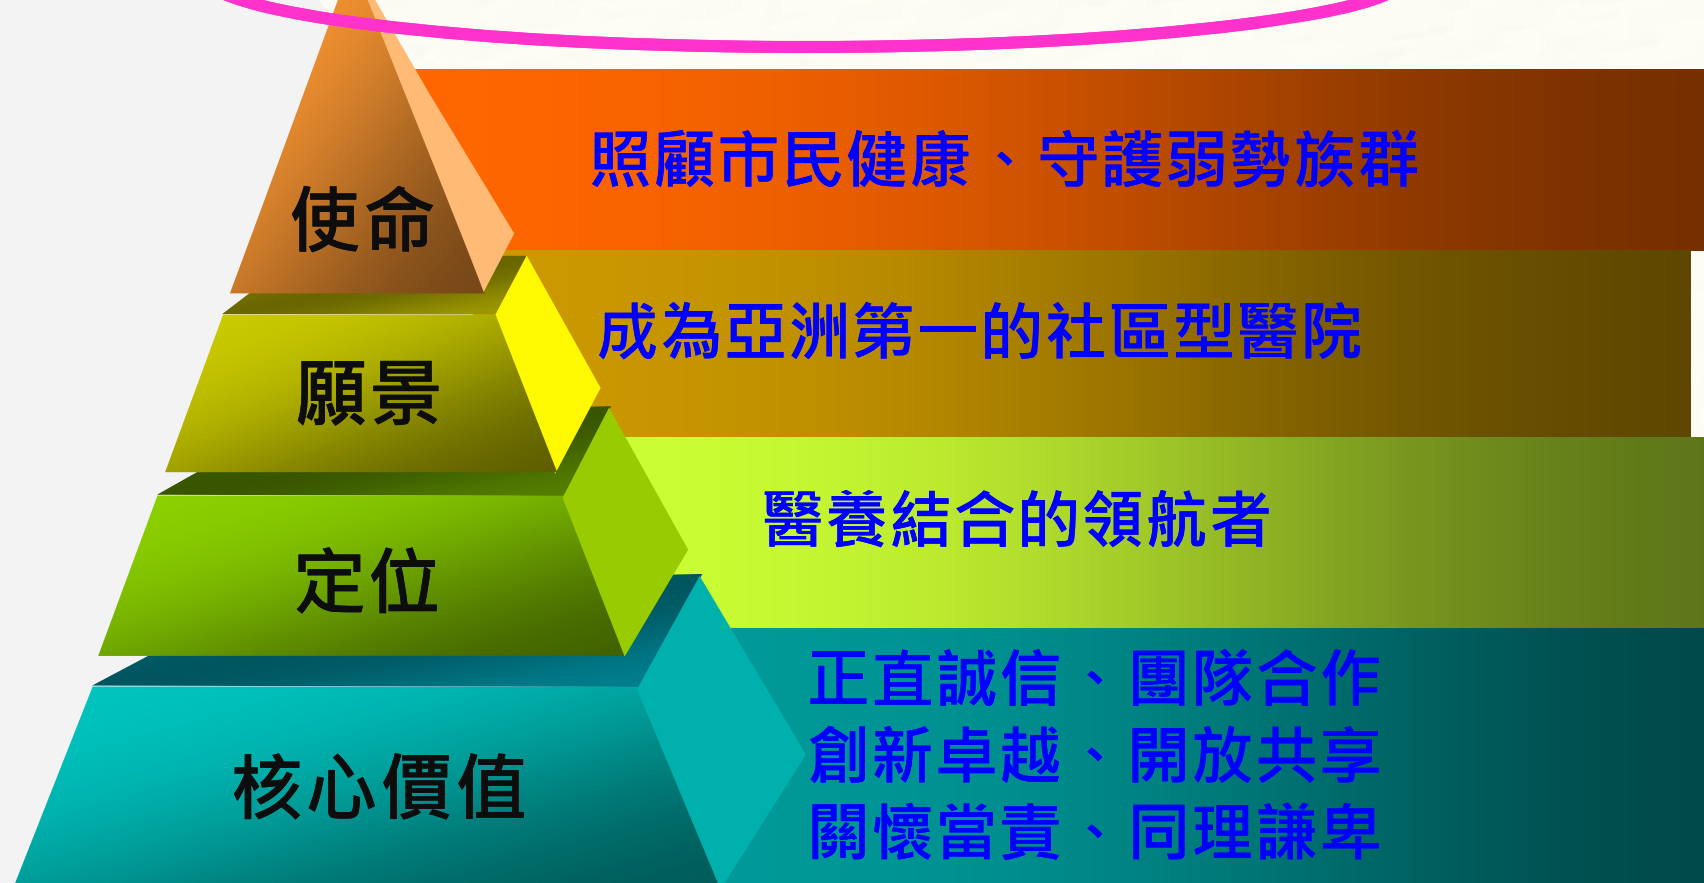 使命
照顧市民健康、守護弱勢族群
願景
成為亞洲第一的社區型醫院
定位
醫養結合的領航者
核心價值
正直誠信、團隊合作
創新卓越、開放共享
關懷當責、同理謙卑